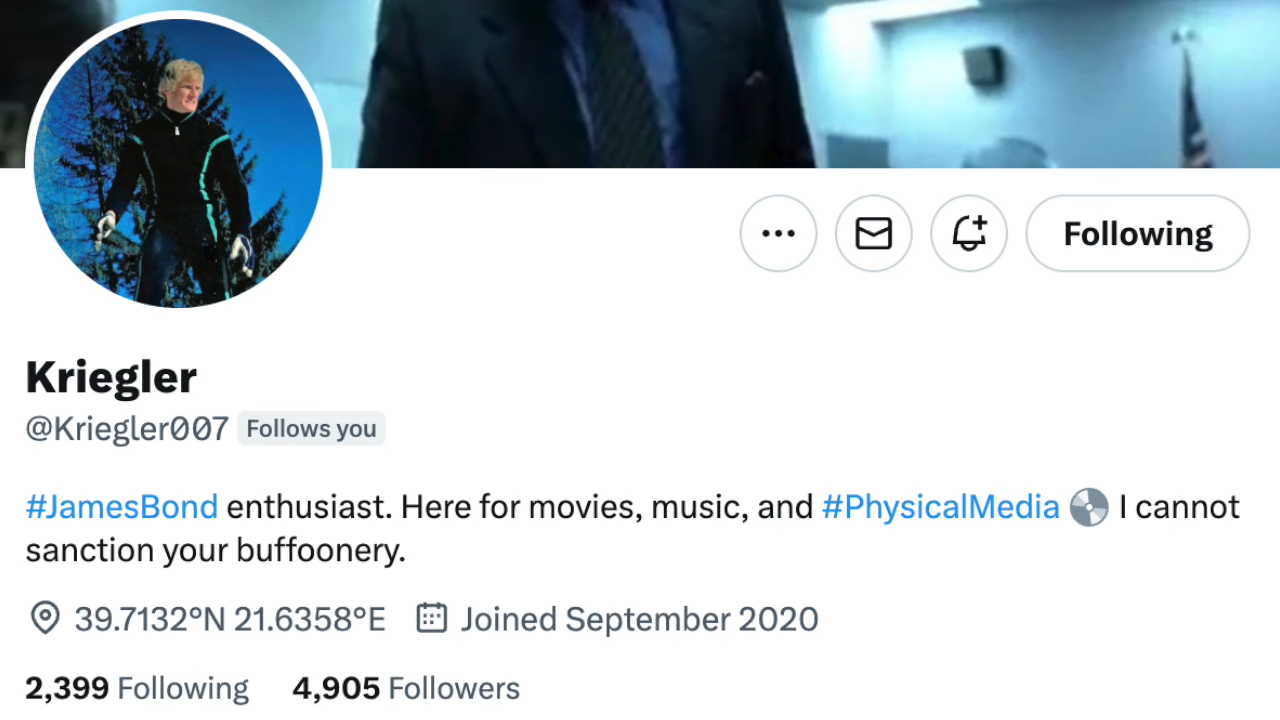 Following
Kriegler
@Kriegler007 Follows you
#JamesBond enthusiast. Here for movies, music, and #PhysicalMedia 💿 I cannot
sanction your buffoonery.
39.7132°N 21.6358°E Joined September 2020
2,399 Following 4,905 Followers